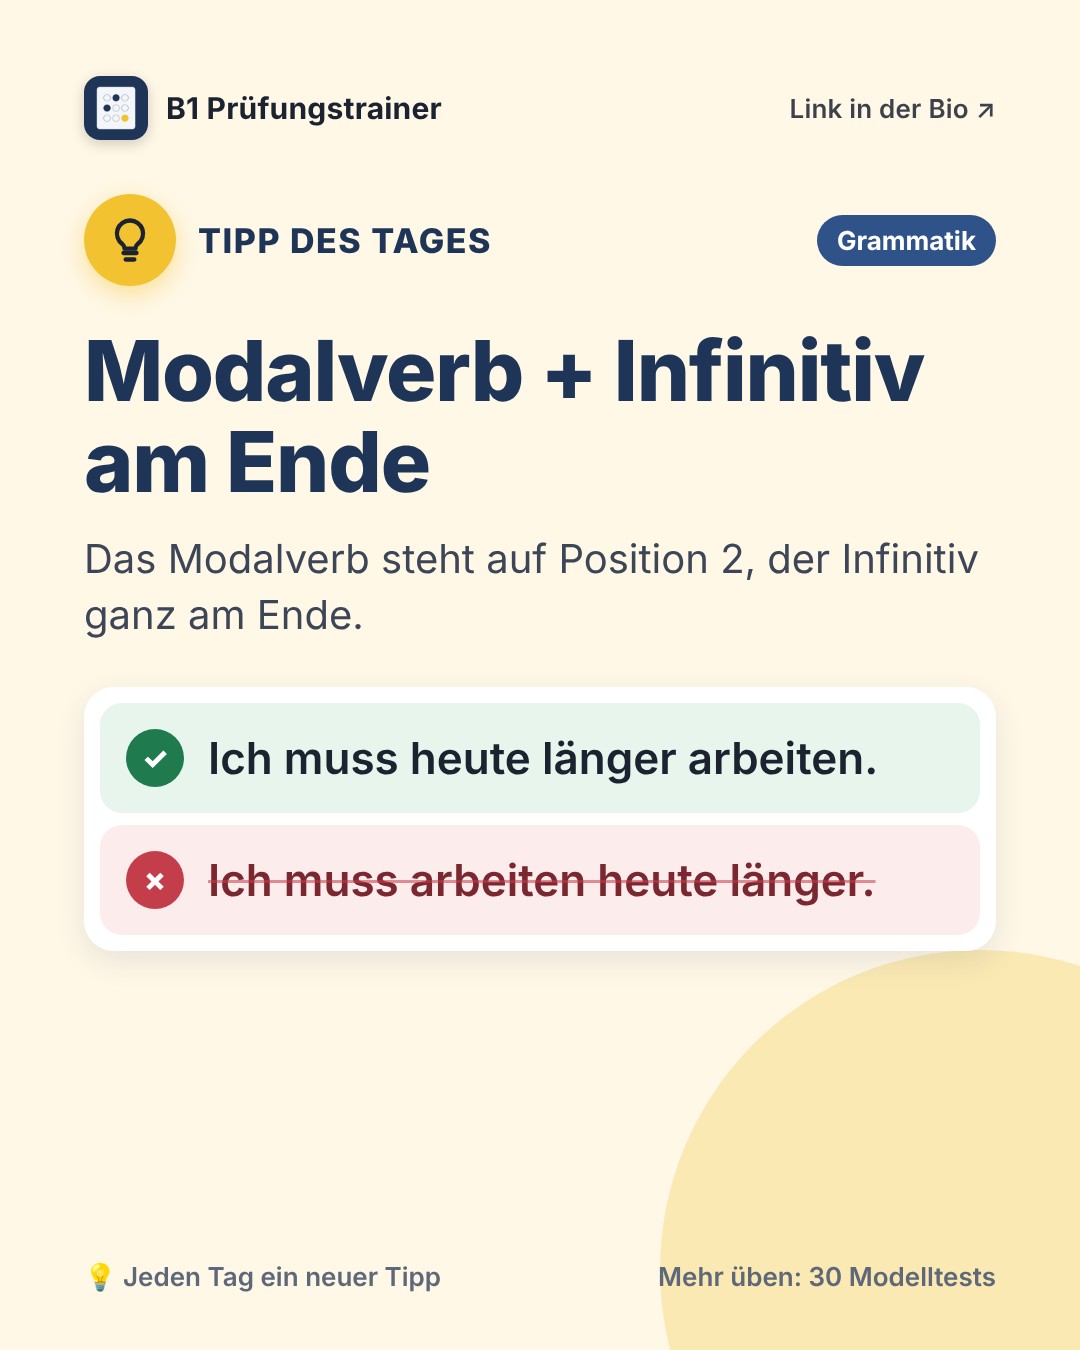 B1 Prüfungstrainer
Link in der Bio ↗
TIPP DES TAGES
Grammatik
Modalverb + Infinitiv
am Ende
Das Modalverb steht auf Position 2, der Infinitiv
ganz am Ende.
Ich muss heute länger arbeiten.
Ich muss arbeiten heute länger.
💡 Jeden Tag ein neuer Tipp
Mehr üben: 30 Modelltests